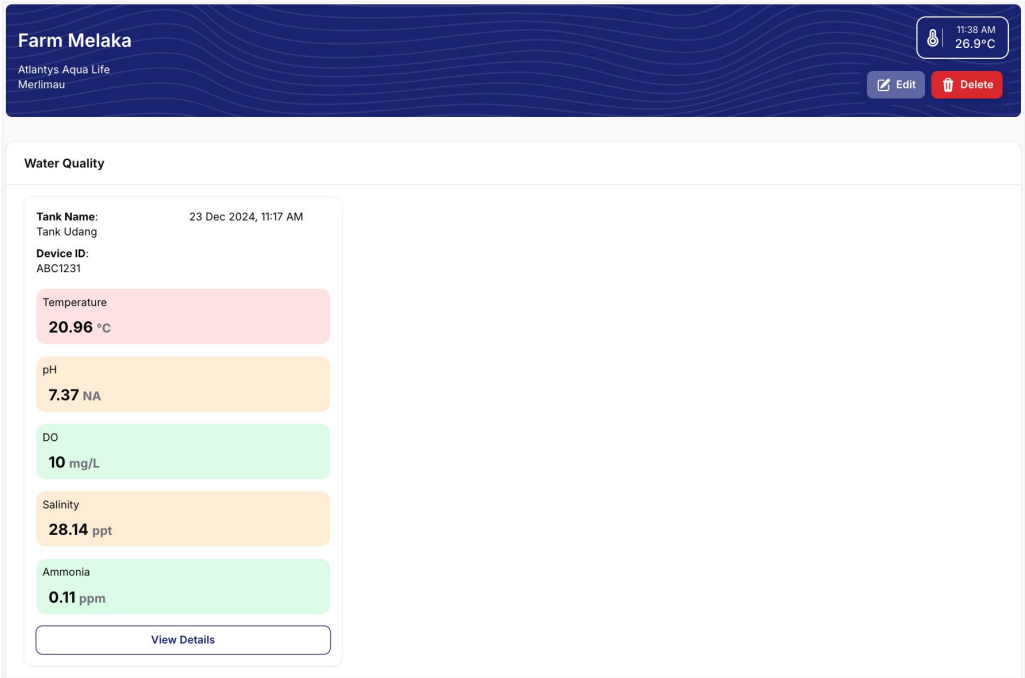 Farm Melaka
Atlantys Aqua Life
Merlimau
11:38 AM
26.9°C
Edit
Delete
Water Quality
Tank Name:
23 Dec 2024, 11:17 AM
Tank Udang
Device ID:
ABC1231
Temperature
20.96 °C
pH
7.37 NA
DO
10 mg/L
Salinity
28.14 ppt
Ammonia
0.11 ppm
View Details